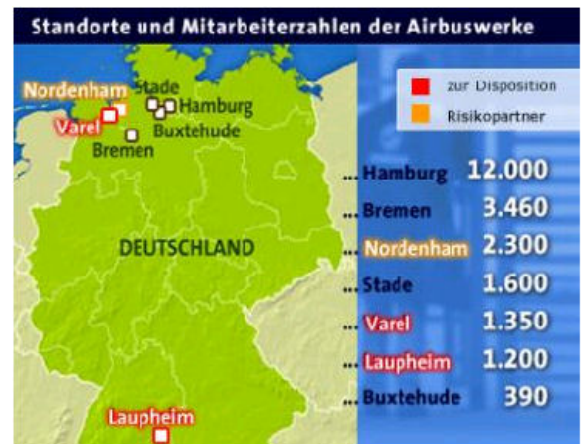 Standorte und Mitarbeiterzahlen der Airbuswerke
Nordenham
Stade
Hamburg
Varel
Buxtehude
Bremen
DEUTSCHLAND
Laupheim
zur Disposition
Risikopartner
... Hamburg 12.000
... Bremen 3.460
... Nordenham 2.300
... Stade 1.600
... Varel 1.350
... Laupheim 1.200
... Buxtehude 390